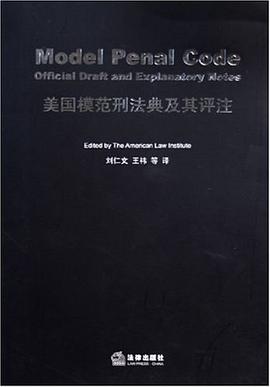 Model Penal Code
Official Draft and Explanatory Notes
美国模范刑法典及其评注
Edited by The American Law Institute
刘仁文 王祎 等 译
法律出版社
LAW PRESS · CHINA